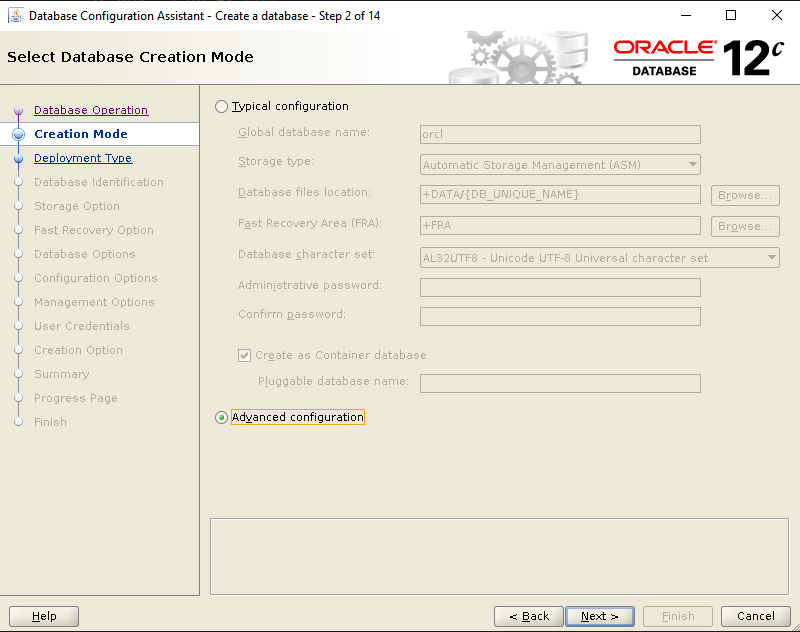 Database Configuration Assistant - Create a database - Step 2 of 14
Select Database Creation Mode
ORACLE
DATABASE
12c
Database Operation
Creation Mode
Deployment Type
Database Identification
Storage Option
Fast Recovery Option
Database Options
Configuration Options
Management Options
User Credentials
Creation Option
Summary
Progress Page
Finish
Typical configuration
Global database name: orcl
Storage type: Automatic Storage Management (ASM)
Database files location: +DATA/{DB_UNIQUE_NAME} Browse...
Fast Recovery Area (FRA): +FRA Browse...
Database character set: AL32UTF8 - Unicode UTF-8 Universal character set
Administrative password:
Confirm password:
Create as Container database
Pluggable database name:
Advanced configuration
Help < Back Next > Finish Cancel